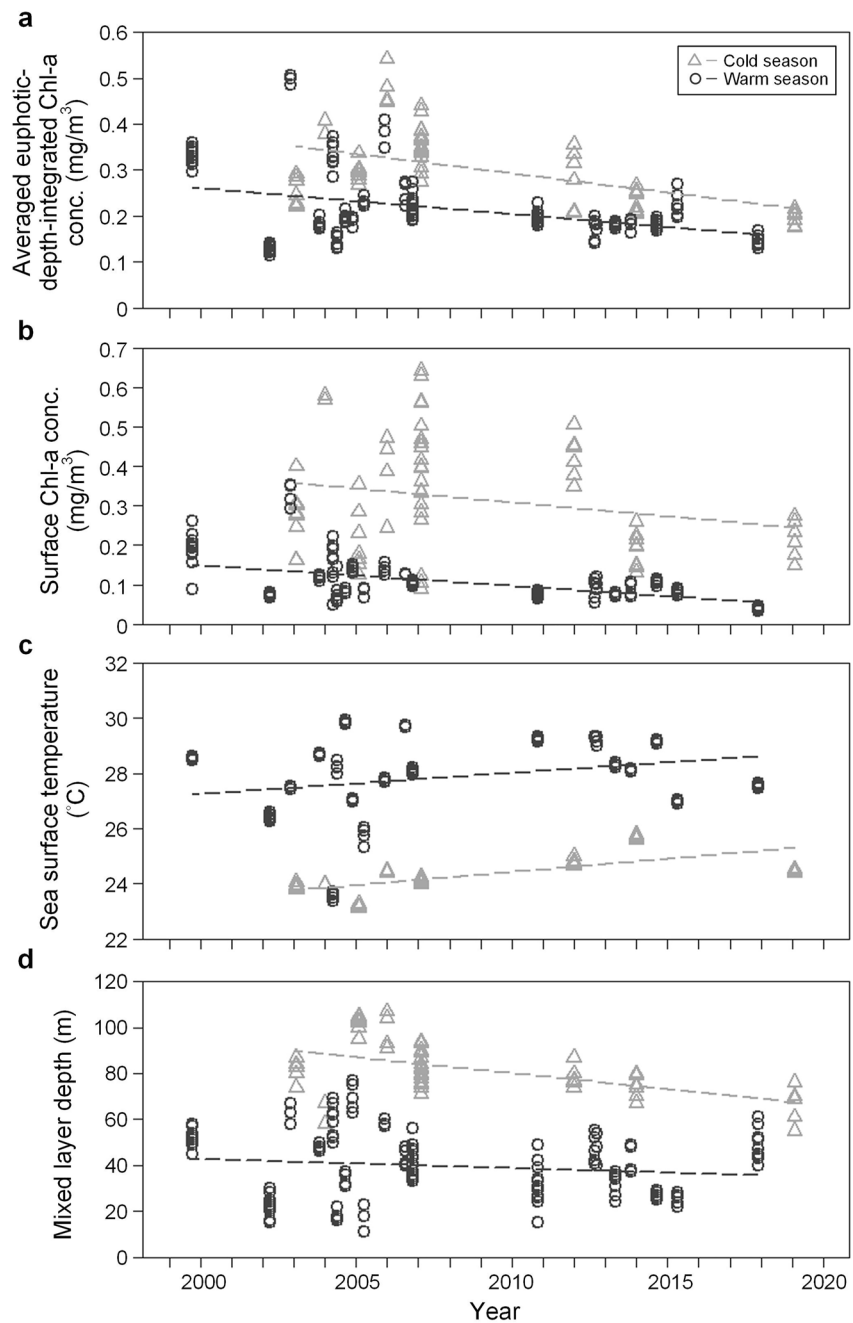 a
Averaged euphotic-
depth-integrated Chl-a
conc. (mg/m³)
0.6
0.5
0.4
0.3
0.2
0.1
0
Cold season
Warm season
b
Surface Chl-a conc.
(mg/m³)
0.7
0.6
0.5
0.4
0.3
0.2
0.1
0
c
Sea surface temperature
(°C)
32
30
28
26
24
22
d
Mixed layer depth (m)
120
100
80
60
40
20
0
2000 2005 2010 2015 2020
Year